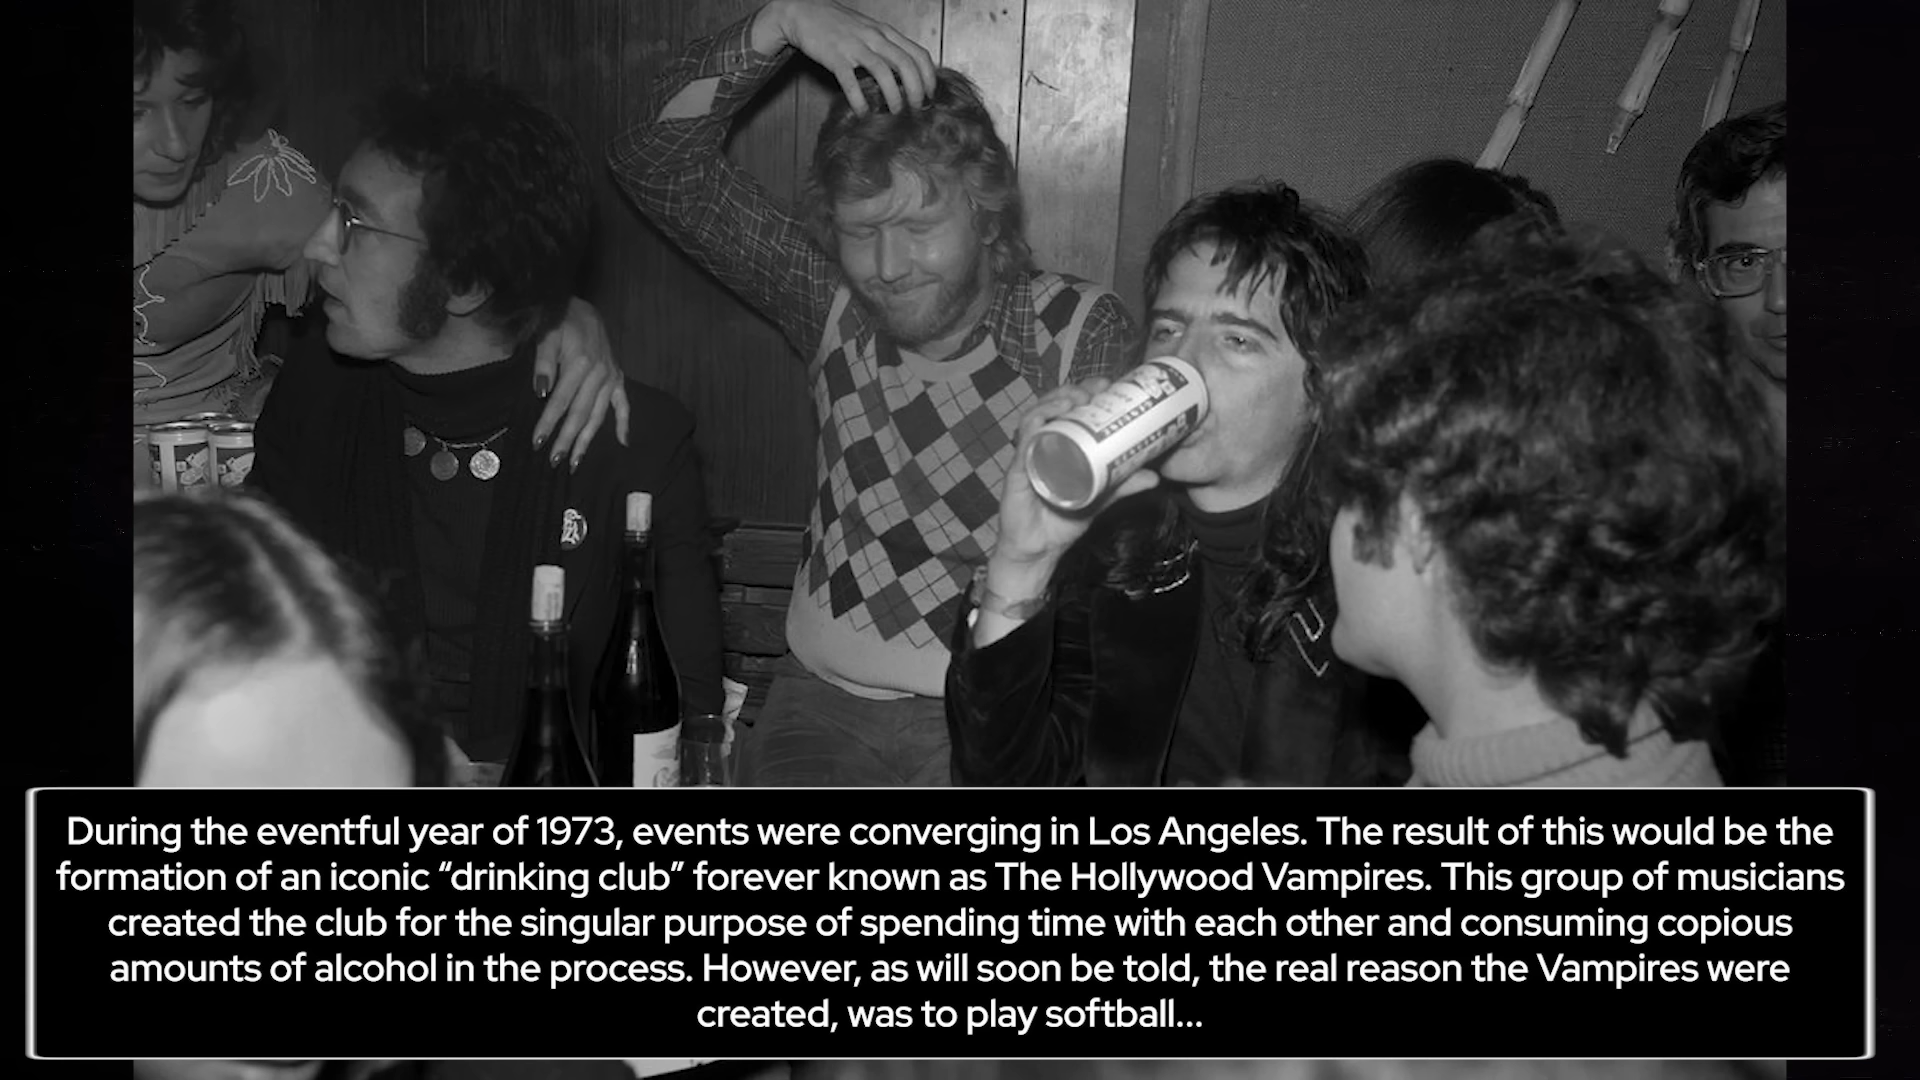 During the eventful year of 1973, events were converging in Los Angeles. The result of this would be the
formation of an iconic “drinking club” forever known as The Hollywood Vampires. This group of musicians
created the club for the singular purpose of spending time with each other and consuming copious
amounts of alcohol in the process. However, as will soon be told, the real reason the Vampires were
created, was to play softball...